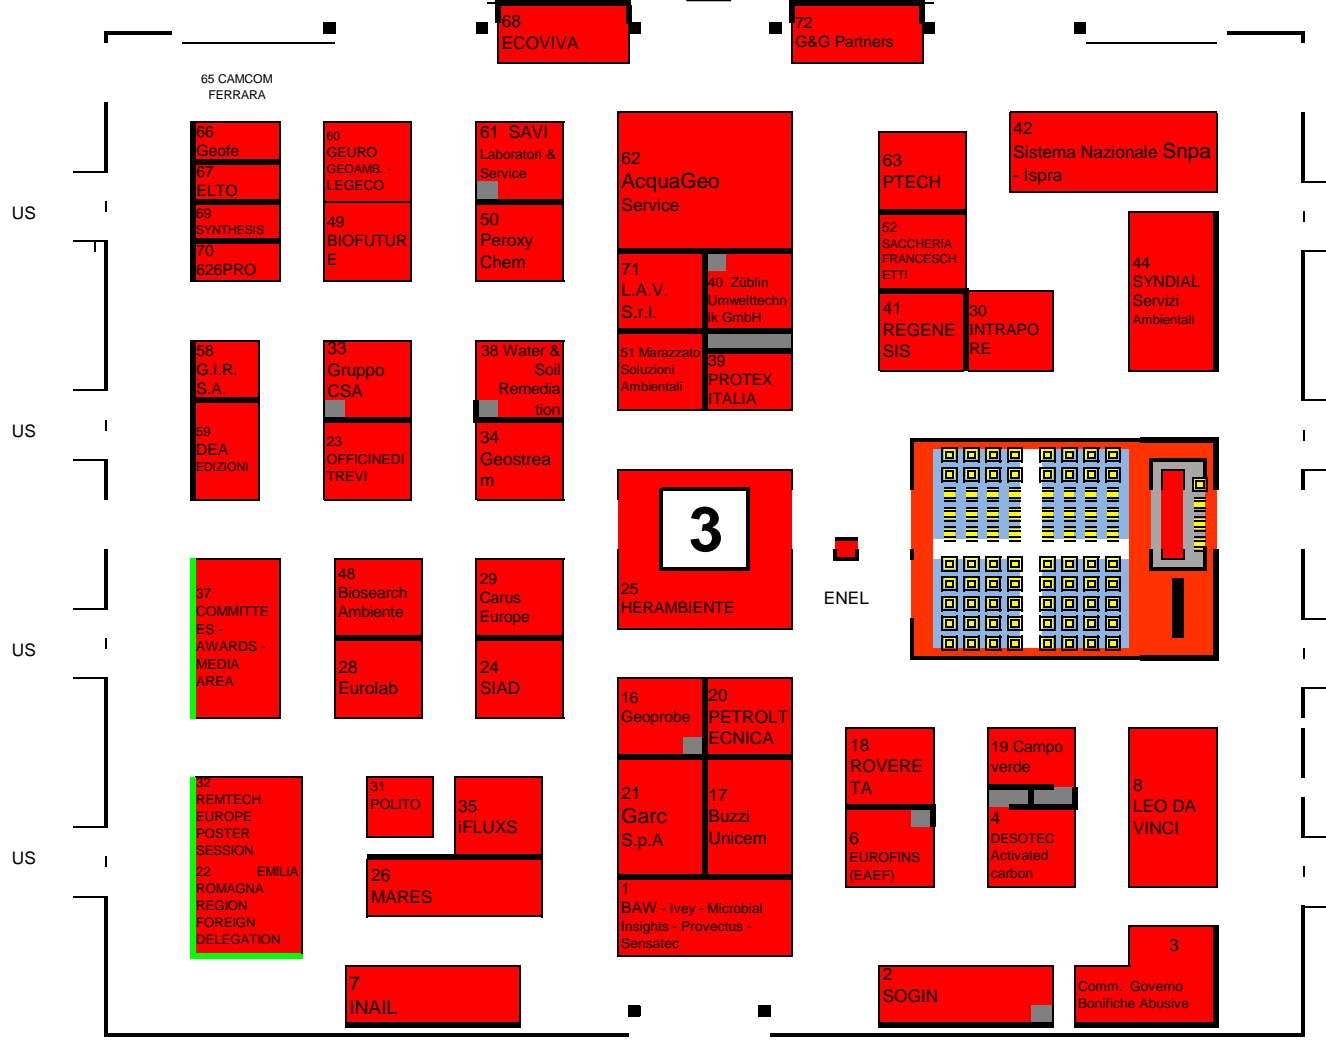 68
ECOVIVA
72
G&G Partners
65 CAMCOM
FERRARA
66
Geofe
67
ELTO
69
SYNTHESIS
70
626PRO
60
GEURO
GEOAMB. -
LEGECO
49
BIOFUTUR
E
61 SAVI
Laboratori &
Service
50
Peroxy
Chem
62
AcquaGeo
Service
71
L.A.V.
S.r.l.
40 Züblin
Umwelttechn
ik GmbH
51 Marazzato
Soluzioni
Ambientali
39
PROTEX
ITALIA
63
PTECH
52
SACCHERIA
FRANCESCH
ETTI
41
REGENE
SIS
30
INTRAPO
RE
42
Sistema Nazionale Snpa
- Ispra
44
SYNDIAL
Servizi
Ambientali
US
US
US
US
58
G.I.R.
S.A.
59
DEA
EDIZIONI
33
Gruppo
CSA
23
OFFICINEDI
TREVI
38 Water &
Soil
Remedia
tion
34
Geostrea
m
3
25
HERAMBIENTE
ENEL
37
COMMITTE
ES -
AWARDS -
MEDIA
AREA
48
Biosearch
Ambiente
28
Eurolab
29
Carus
Europe
24
SIAD
16
Geoprobe
20
PETROLT
ECNICA
21
Garc
S.p.A
17
Buzzi
Unicem
1
BAW - Ivey - Microbial
Insights - Provectus -
Sensatec
18
ROVERE
TA
6
EUROFINS
(EAEF)
19 Campo
verde
4
DESOTEC
Activated
carbon
8
LEO DA
VINCI
32
REMTECH
EUROPE
POSTER
SESSION
22 EMILIA
ROMAGNA
REGION
FOREIGN
DELEGATION
31
POLITO
35
iFLUXS
26
MARES
7
INAIL
2
SOGIN
3
Comm. Governo
Bonifiche Abusive